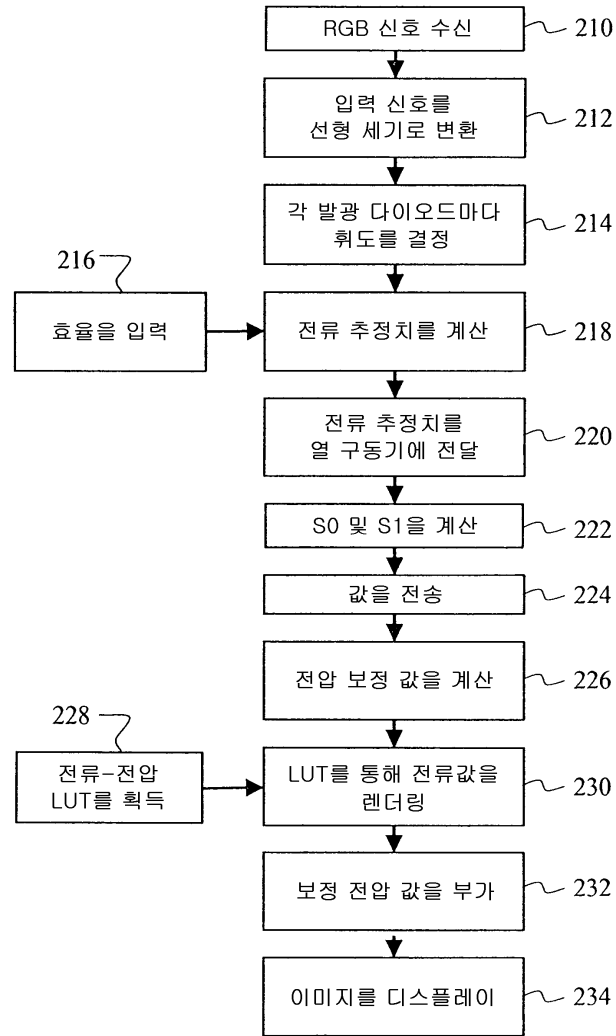 RGB 신호 수신
210
입력 신호를
선형 세기로 변환
212
각 발광 다이오드마다
휘도를 결정
214
216
효율을 입력
전류 추정치를 계산
218
전류 추정치를
열 구동기에 전달
220
S0 및 S1을 계산
222
값을 전송
224
전압 보정 값을 계산
226
228
전류-전압
LUT를 획득
LUT를 통해 전류값을
렌더링
230
보정 전압 값을 부가
232
이미지를 디스플레이
234